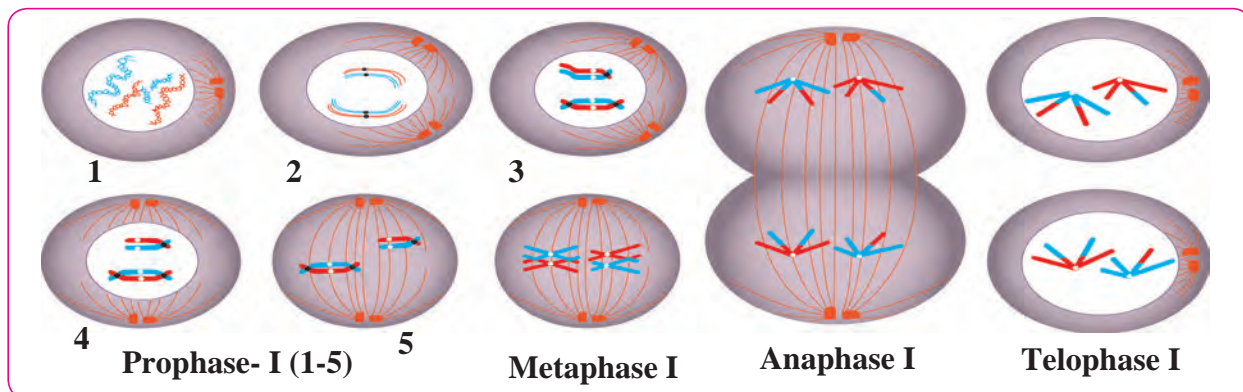 1
2
3
4
5
Prophase- I (1-5)
Metaphase I
Anaphase I
Telophase I